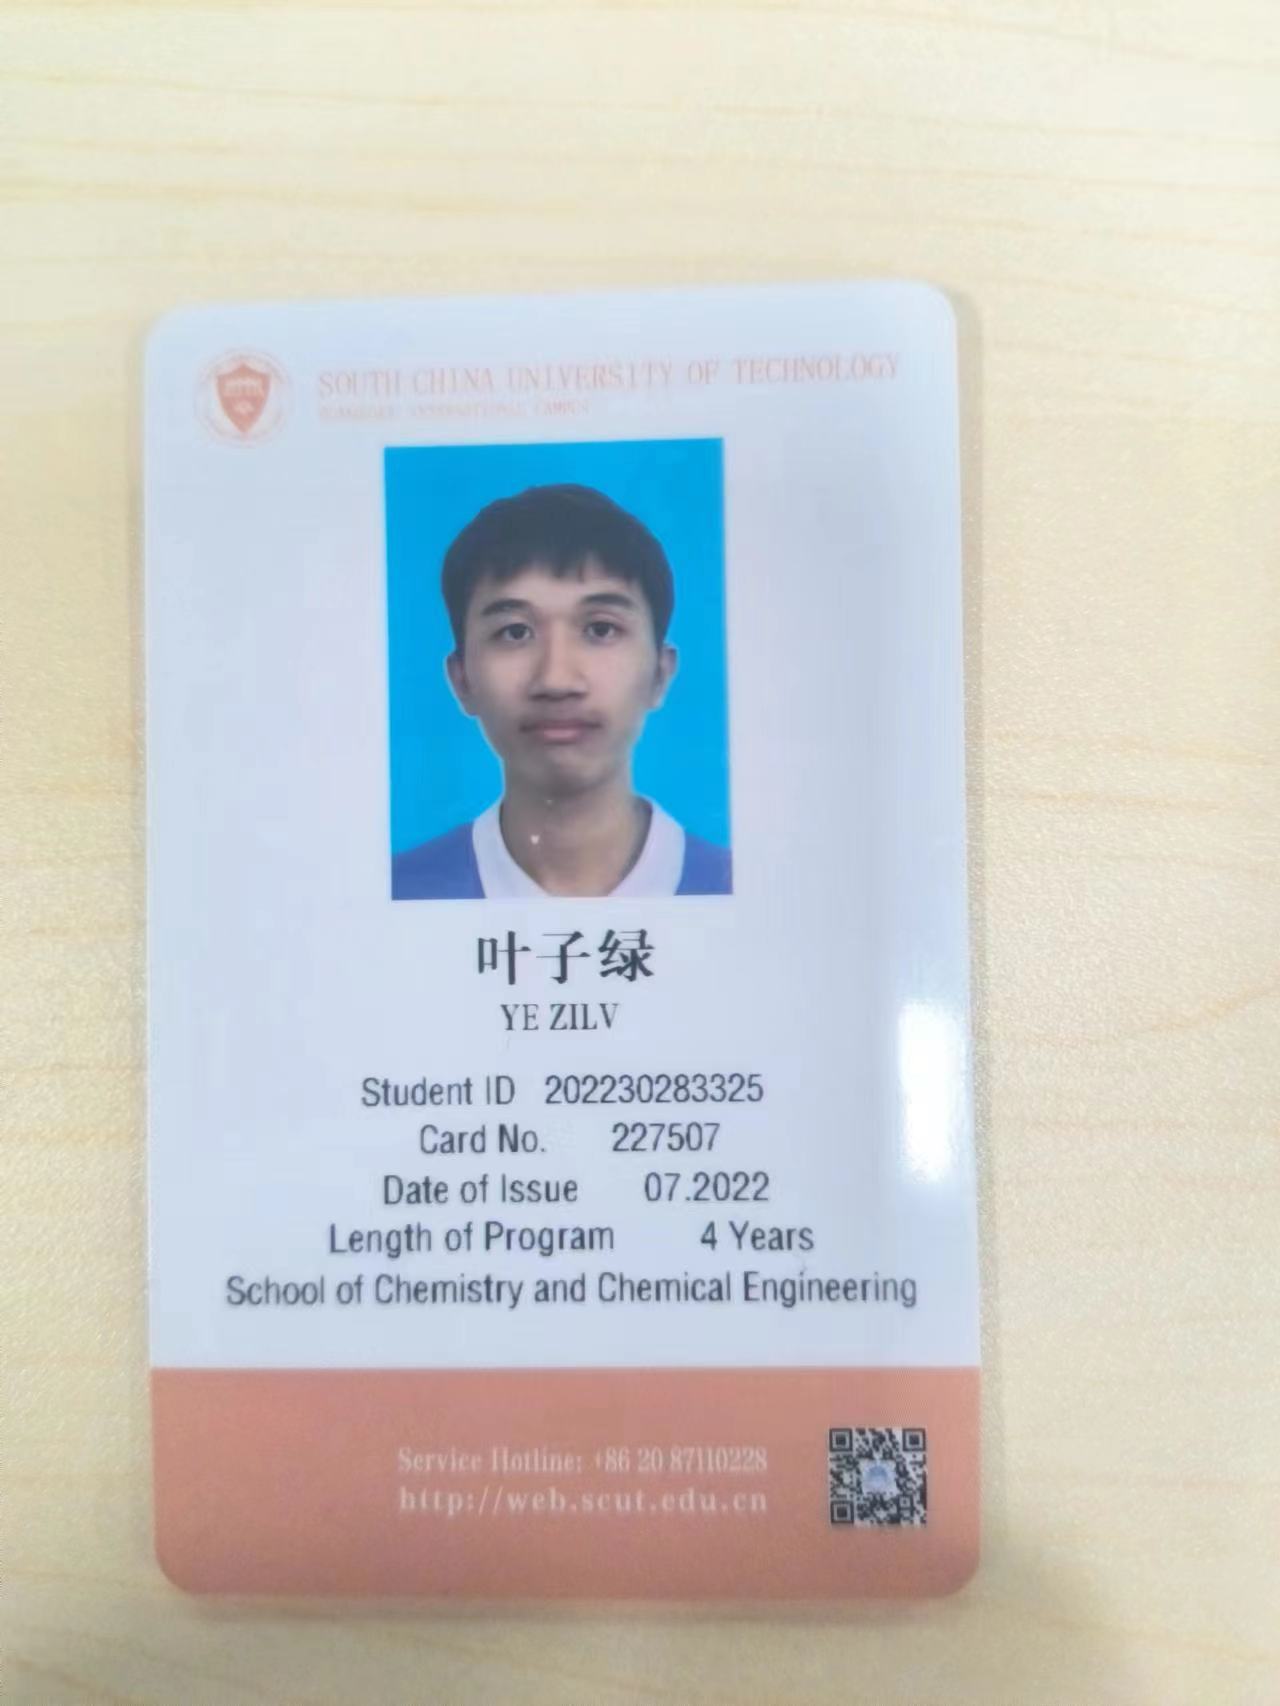 SOUTH CHINA UNIVERSITY OF TECHNOLOGY
INTERNATIONAL CAMPUS
叶子绿
YE ZILV
Student ID 202230283325
Card No. 227507
Date of Issue 07.2022
Length of Program 4 Years
School of Chemistry and Chemical Engineering
Service Hotline: +86 20 87110228
http://web.scut.edu.cn